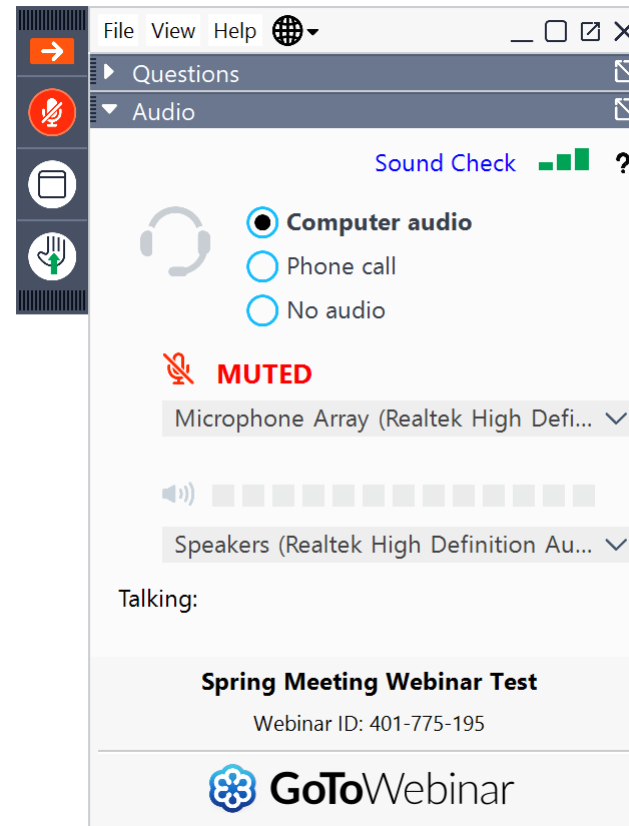 File View Help
Questions
Audio
Sound Check
?
Computer audio
Phone call
No audio
MUTED
Microphone Array (Realtek High Defi...
Speakers (Realtek High Definition Au...
Talking:
Spring Meeting Webinar Test
Webinar ID: 401-775-195
GoToWebinar